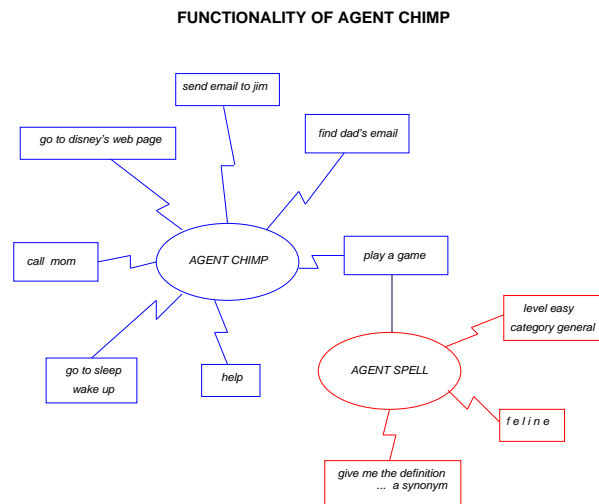 FUNCTIONALITY OF AGENT CHIMP
send email to jim
go to disney's web page
find dad's email
call mom
AGENT CHIMP
play a game
level easy
category general
go to sleep
wake up
help
AGENT SPELL
f e l i n e
give me the definition
... a synonym